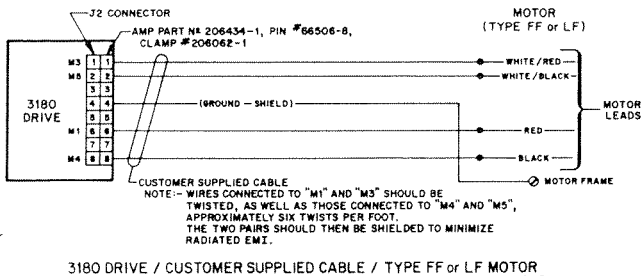 J2 CONNECTOR
AMP PART Nº 206434-1, PIN #66506-8,
CLAMP #206062-1
MOTOR
(TYPE FF or LF)
M3 1 1 WHITE/RED
M5 2 2 WHITE/BLACK
3 3
3180 DRIVE
4 4 (GROUND - SHIELD)
MOTOR LEADS
5 5
M1 6 6 RED
7 7
M4 8 8 BLACK
MOTOR FRAME
CUSTOMER SUPPLIED CABLE
NOTE:- WIRES CONNECTED TO "M1" AND "M3" SHOULD BE
TWISTED, AS WELL AS THOSE CONNECTED TO "M4" AND "M5",
APPROXIMATELY SIX TWISTS PER FOOT.
THE TWO PAIRS SHOULD THEN BE SHIELDED TO MINIMIZE
RADIATED EMI.
3180 DRIVE / CUSTOMER SUPPLIED CABLE / TYPE FF or LF MOTOR